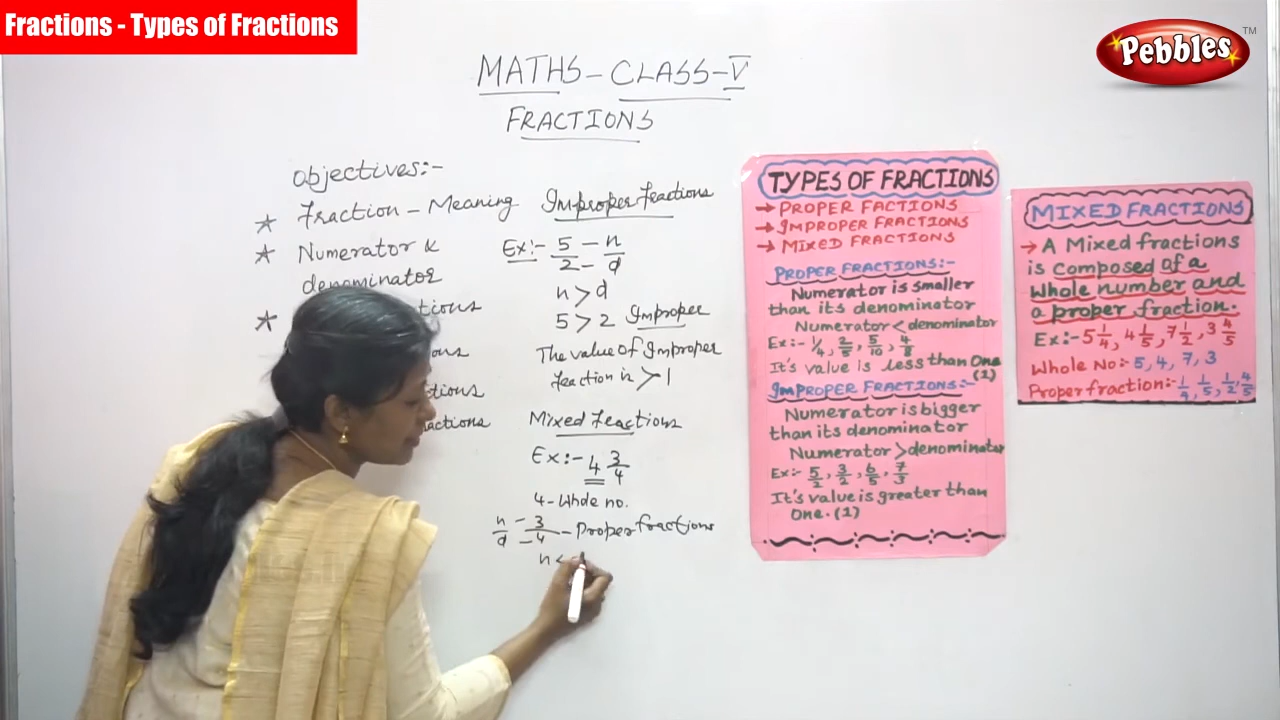 Fractions - Types of Fractions
Pebbles TM
MATHS - CLASS - V
FRACTIONS
Objectives:-
* Fraction - Meaning
* Numerator &
denominator
*
Improper Fractions
Ex:- 5/2 - n/d
n > d
5 > 2 Improper
The value of Improper
Fraction is > 1
Mixed Fractions
Ex:- 4 3/4
4 - Whole no.
n/d - 3/4 - Proper fractions
n <
TYPES OF FRACTIONS
→ PROPER FACTIONS
→ IMPROPER FRACTIONS
→ MIXED FRACTIONS
PROPER FRACTIONS:-
Numerator is smaller
than its denominator
Numerator < denominator
Ex:- 1/4, 2/5, 5/10, 4/8
It's value is less than One
(1)
IMPROPER FRACTIONS:-
Numerator is bigger
than its denominator
Numerator > denominator
Ex:- 5/2, 3/2, 6/5, 7/3
It's value is greater than
One. (1)
MIXED FRACTIONS
→ A Mixed fractions
is composed of a
Whole number and
a proper fraction.
Ex:- 5 1/4, 4 1/5, 7 1/2, 3 4/5
Whole No:- 5, 4, 7, 3
Proper fraction:- 1/4, 1/5, 1/2, 4/5